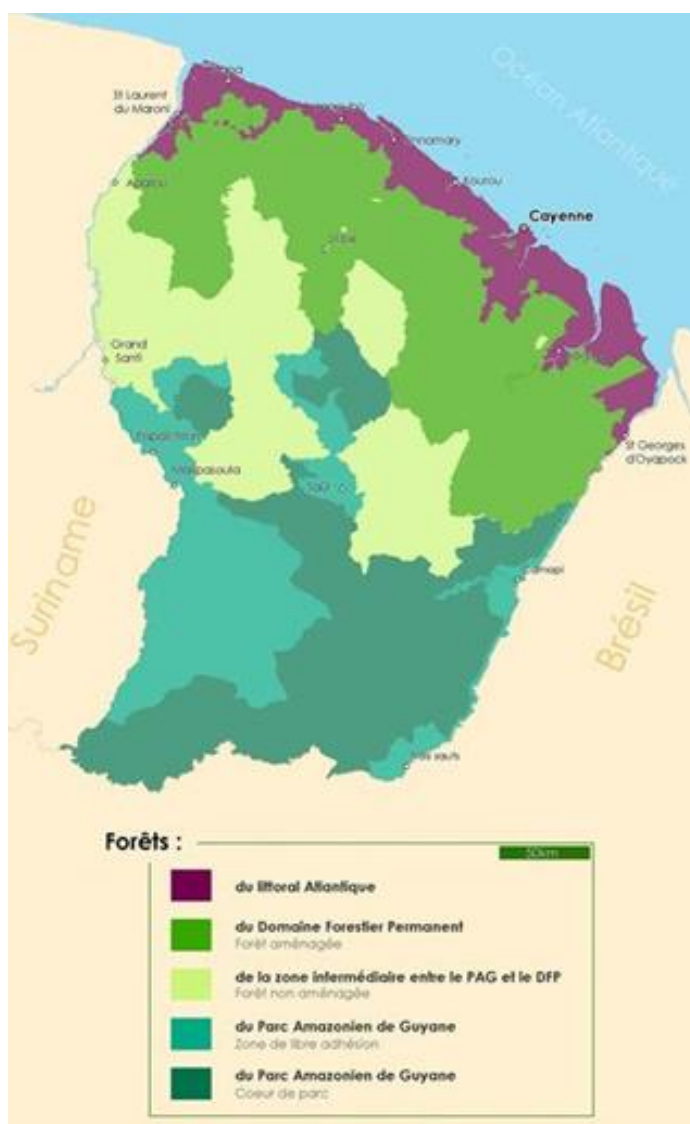 Océan Atlantique
St Laurent
du Maroni
Apatou
Kourou
Cayenne
Grand
Santi
Maripasoula
Saül
St Georges
d'Oyapock
Suriname
Brésil
Forêts :
50km
du littoral Atlantique
du Domaine Forestier Permanent
Forêt aménagée
de la zone intermédiaire entre le PAG et le DFP
Forêt non aménagée
du Parc Amazonien de Guyane
Zone de libre adhésion
du Parc Amazonien de Guyane
Coeur de parc